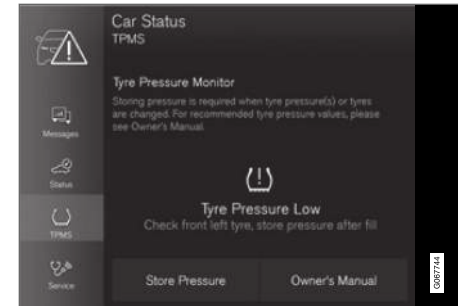 Car Status
TPMS
Tyre Pressure Monitor
Storing pressure is required when tyre pressure(s) or tyres
are changed. For recommended tyre pressure values, please
see Owner's Manual.
Messages
Status
TPMS
Service
(!)
Tyre Pressure Low
Check front left tyre, store pressure after fill
Store Pressure
Owner's Manual
G067744